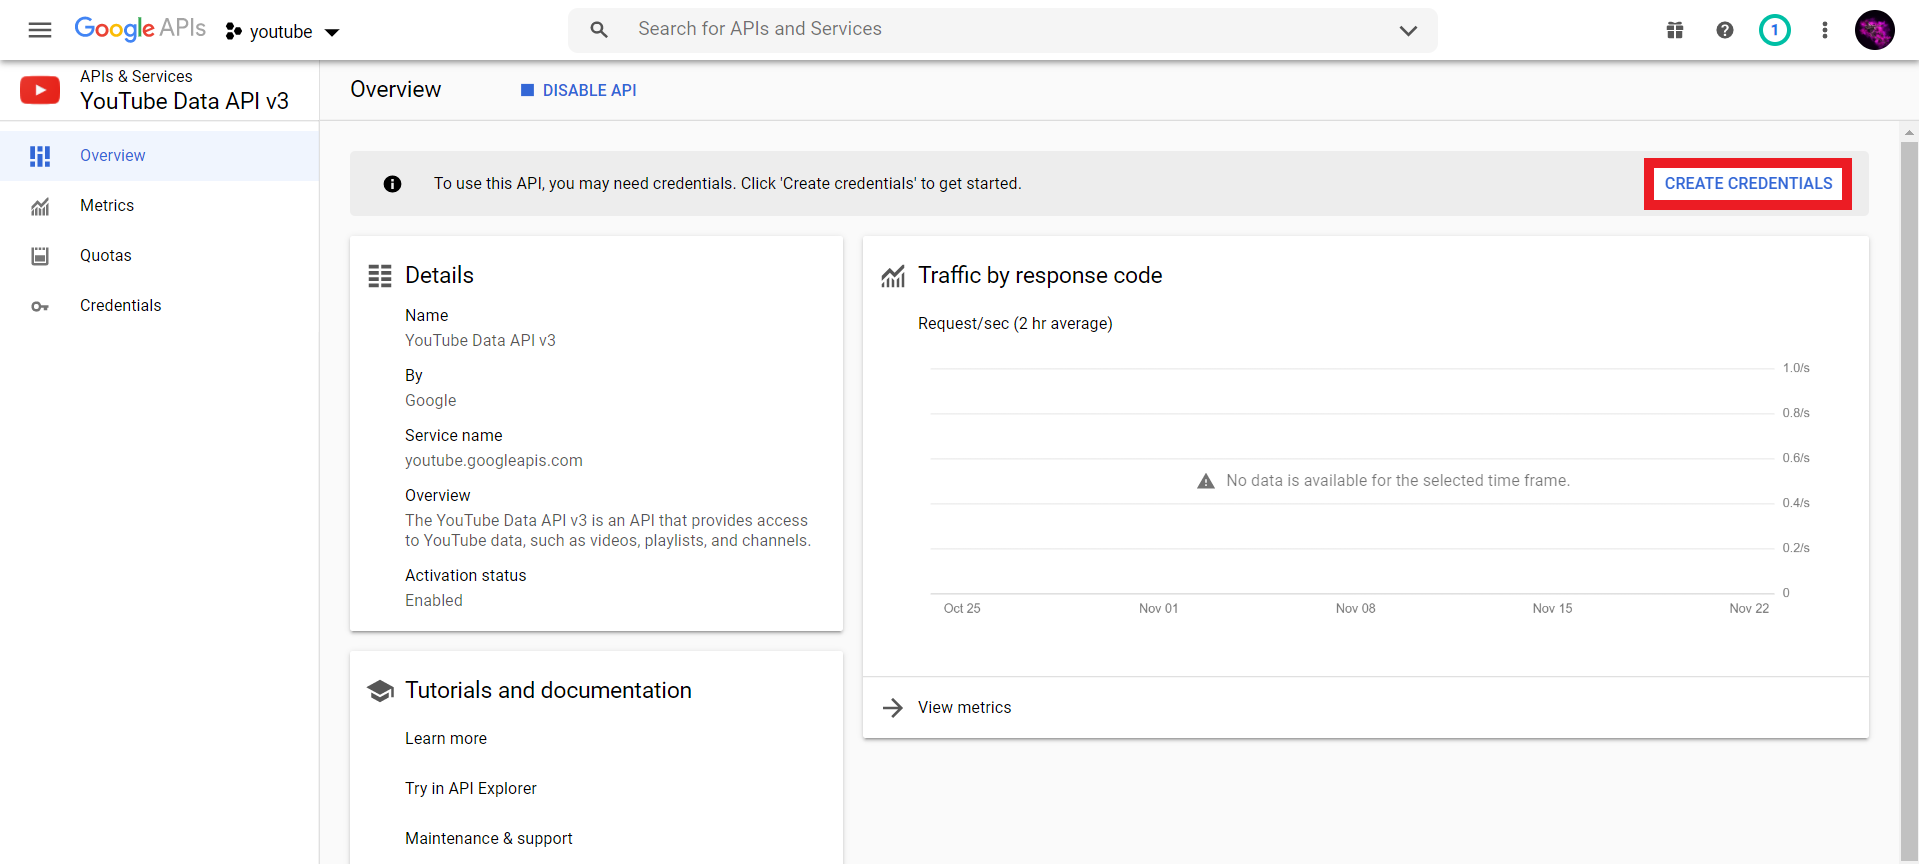 Google APIs
youtube
Search for APIs and Services
1
APIs & Services
YouTube Data API v3
Overview
DISABLE API
Overview
Metrics
Quotas
Credentials
To use this API, you may need credentials. Click 'Create credentials' to get started.
CREATE CREDENTIALS
Details
Name
YouTube Data API v3
By
Google
Service name
youtube.googleapis.com
Overview
The YouTube Data API v3 is an API that provides access
to YouTube data, such as videos, playlists, and channels.
Activation status
Enabled
Tutorials and documentation
Learn more
Try in API Explorer
Maintenance & support
Traffic by response code
Request/sec (2 hr average)
1.0/s
0.8/s
0.6/s
No data is available for the selected time frame.
0.4/s
0.2/s
0
Oct 25 Nov 01 Nov 08 Nov 15 Nov 22
View metrics